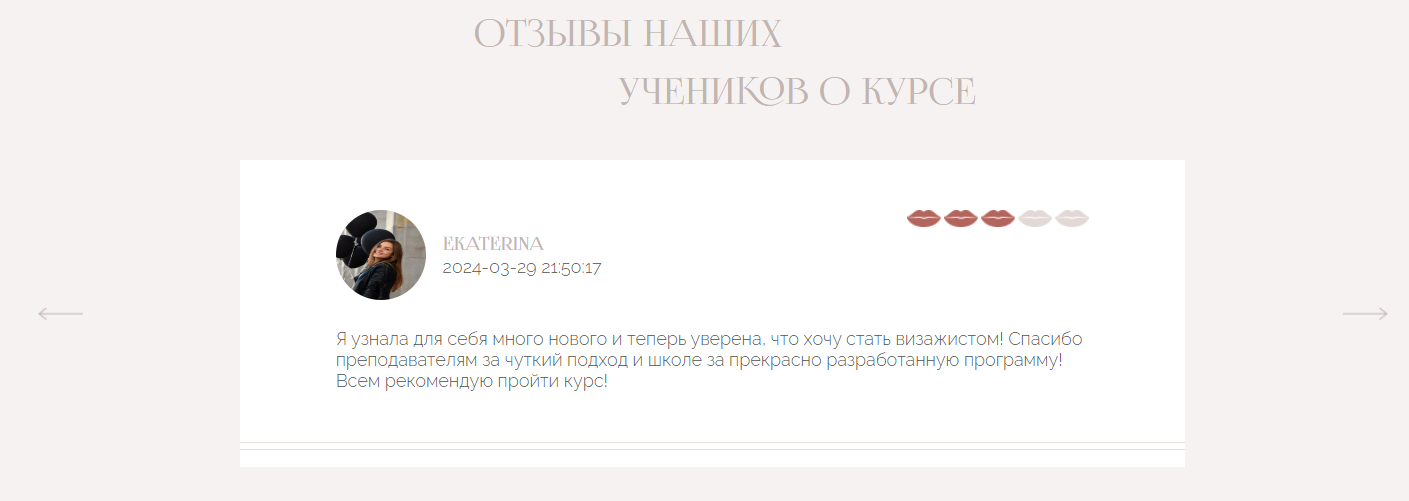 ОТЗЫВЫ НАШИХ
УЧЕНИКОВ О КУРСЕ
EKATERINA
2024-03-29 21:50:17
Я узнала для себя много нового и теперь уверена, что хочу стать визажистом! Спасибо
преподавателям за чуткий подход и школе за прекрасно разработанную программу!
Всем рекомендую пройти курс!